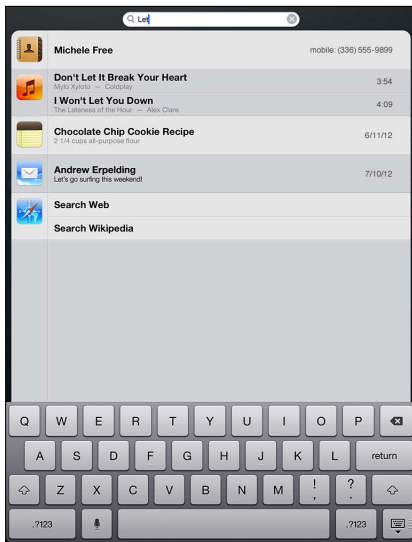 Let
Michele Free mobile: (336) 555-9899
Don't Let It Break Your Heart 3:54
Mylo Xyloto — Coldplay
I Won't Let You Down 4:09
The Lateness of the Hour — Alex Clare
Chocolate Chip Cookie Recipe 6/11/12
2 1/4 cups all-purpose flour
Andrew Erpelding 7/10/12
Let's go surfing this weekend!
Search Web
Search Wikipedia
Q W E R T Y U I O P
A S D F G H J K L return
Z X C V B N M ! , ? .
.?123 .?123